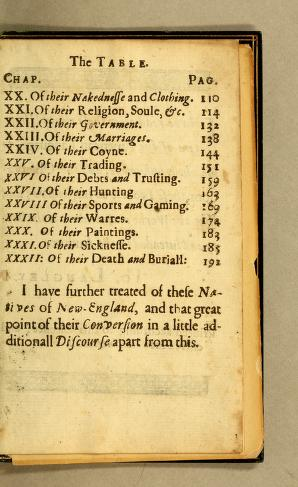 The TABLE.
CHAP. PAG.
XX. Of their Nakednesse and Clothing. 110
XXI. Of their Religion, Soule, &c. 114
XXII. Of their Government. 132
XXIII. Of their Marriages. 138
XXIV. Of their Coyne. 144
XXV. Of their Trading. 151
XXVI Of their Debts and Trusting. 159
XXVII. Of their Hunting 163
XXVIII Of their Sports and Gaming. 169
XXIX. Of their Warres. 174
XXX. Of their Paintings. 183
XXXI. Of their Sicknesse. 185
XXXII: Of their Death and Buriall: 192
I have further treated of these Na-
tives of New-England, and that great
point of their Conversion in a little ad-
ditionall Discourse apart from this.